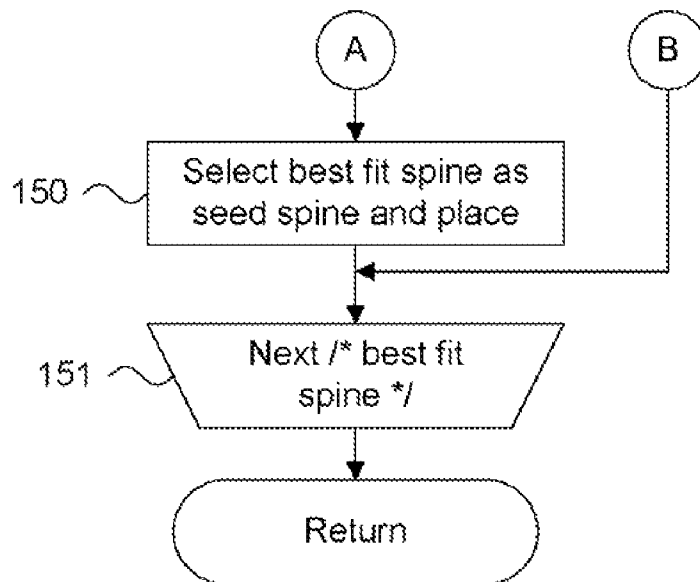 A
B
150
Select best fit spine as
seed spine and place
151
Next /* best fit
spine */
Return